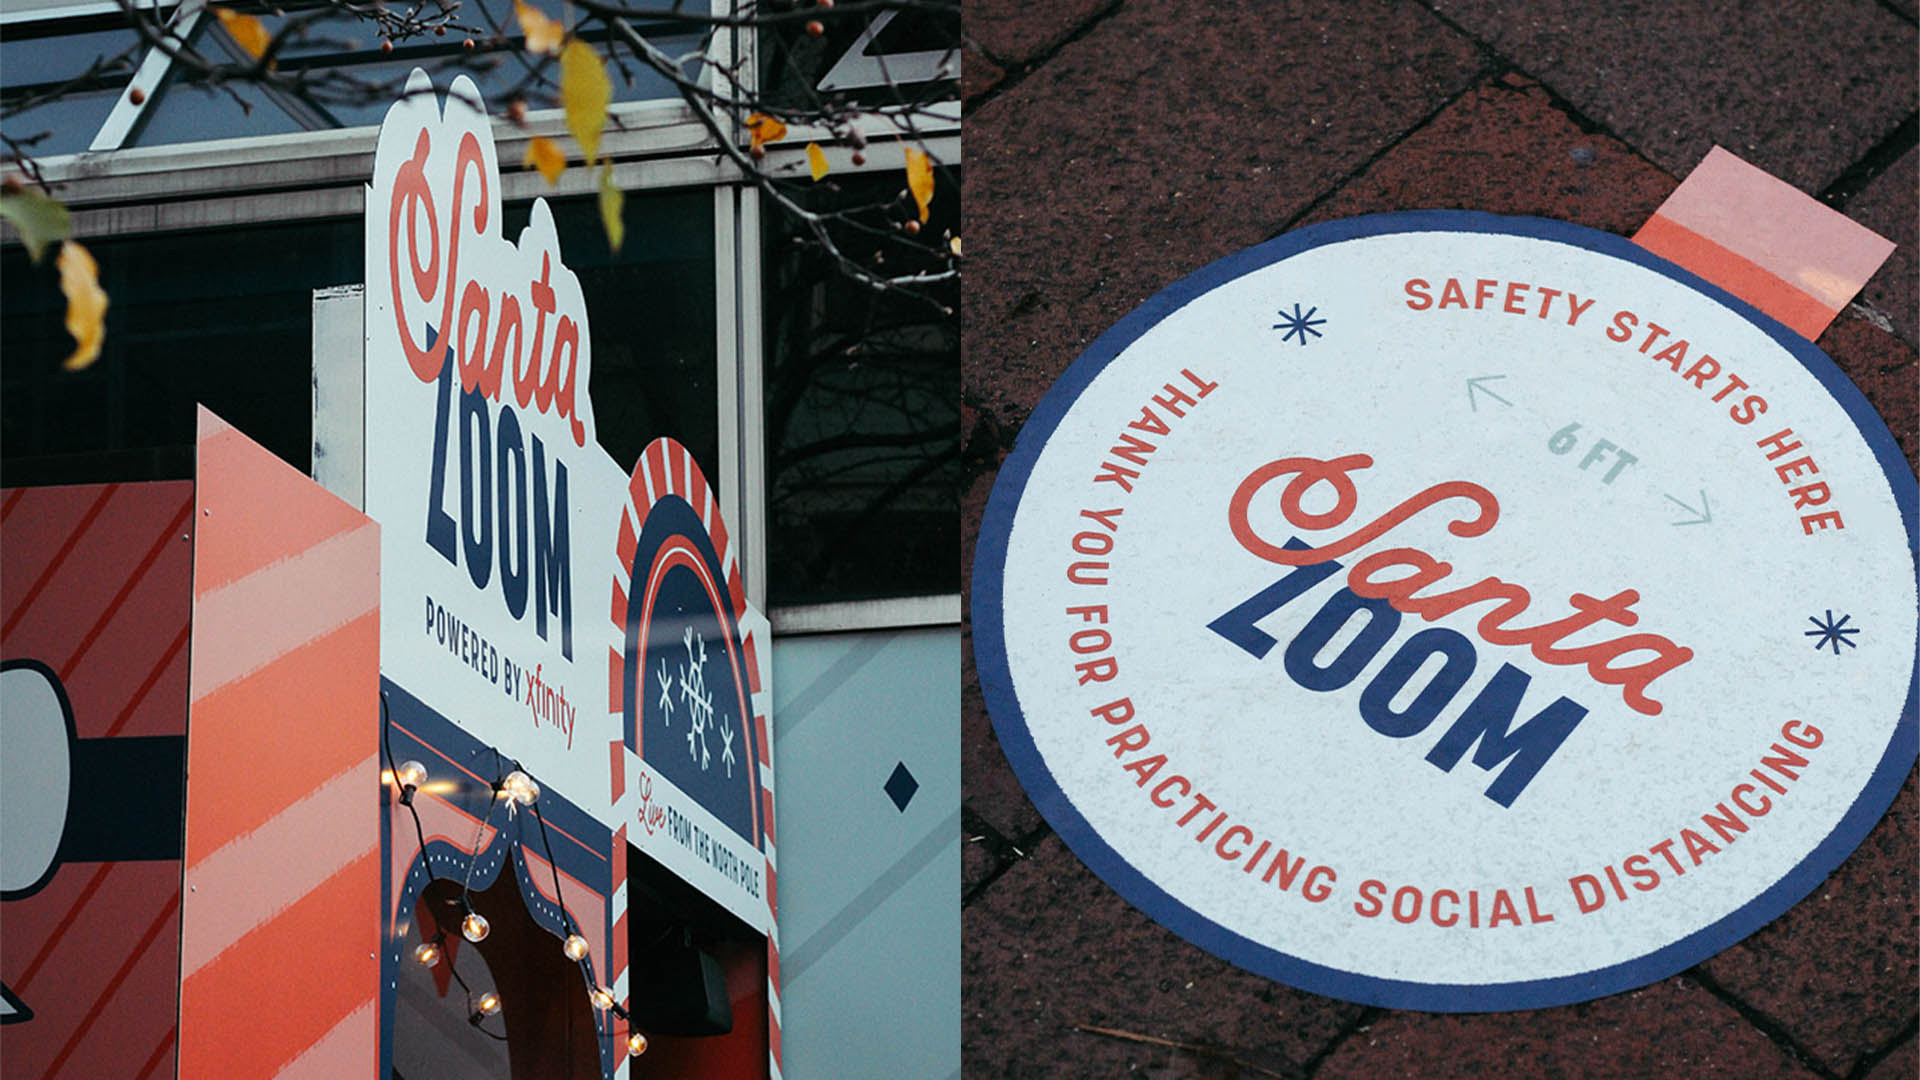 Santa
ZOOM
POWERED BY xfinity
Live FROM THE NORTH POLE
SAFETY STARTS HERE
6 FT
Santa
ZOOM
THANK YOU FOR PRACTICING SOCIAL DISTANCING